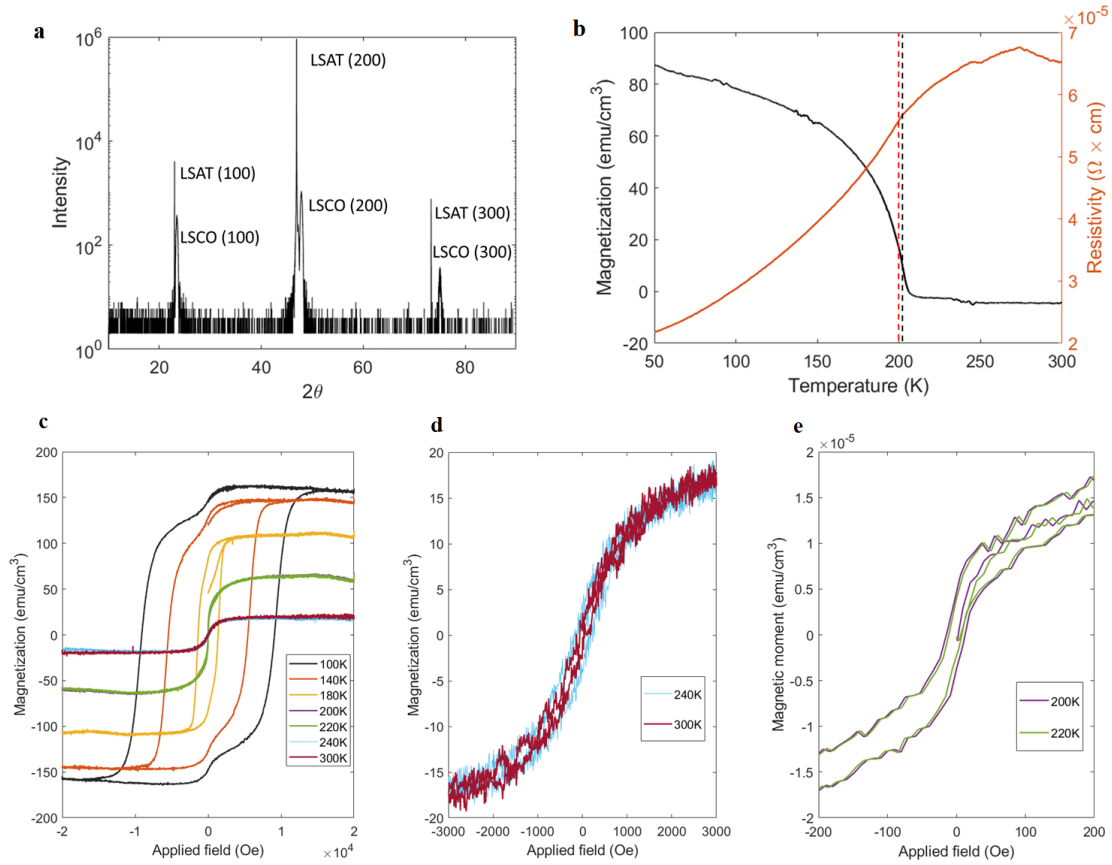 a
10^6
10^4
10^2
10^0
Intensity
LSAT (200)
LSAT (100)
LSCO (200)
LSCO (100)
LSAT (300)
LSCO (300)
20
40
60
80
2θ
b
×10^-5
100
80
60
40
20
0
-20
Magnetization (emu/cm^3)
7
6
5
4
3
2
Resistivity (Ω × cm)
50
100
150
200
250
300
Temperature (K)
c
200
150
100
50
0
-50
-100
-150
-200
Magnetization (emu/cm^3)
100K
140K
180K
200K
220K
240K
300K
-2
-1
0
1
2
Applied field (Oe)
×10^4
d
20
15
10
5
0
-5
-10
-15
-20
Magnetization (emu/cm^3)
240K
300K
-3000
-2000
-1000
0
1000
2000
3000
Applied field (Oe)
e
×10^-5
2
1.5
1
0.5
0
-0.5
-1
-1.5
-2
Magnetic moment (emu/cm^3)
200K
220K
-200
-100
0
100
200
Applied field (Oe)